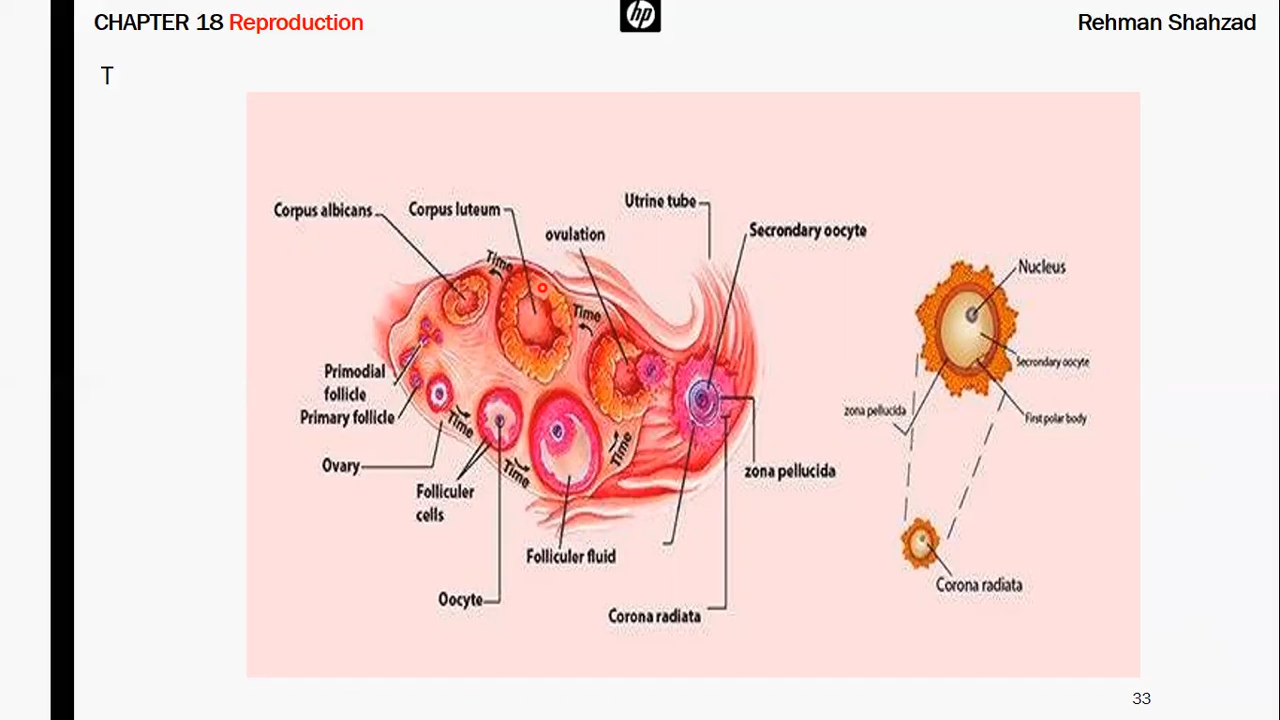 CHAPTER 18 Reproduction
hp
Rehman Shahzad
T
Corpus albicans
Corpus luteum
Utrine tube
ovulation
Secrondary oocyte
Time
Time
Nucleus
Primodial
follicle
Primary follicle
Secrondary oocyte
zona pellucida
First polar body
Time
Time
Time
Ovary
Folliculer
cells
zona pellucida
Folliculer fluid
Oocyte
Corona radiata
Corona radiata
33